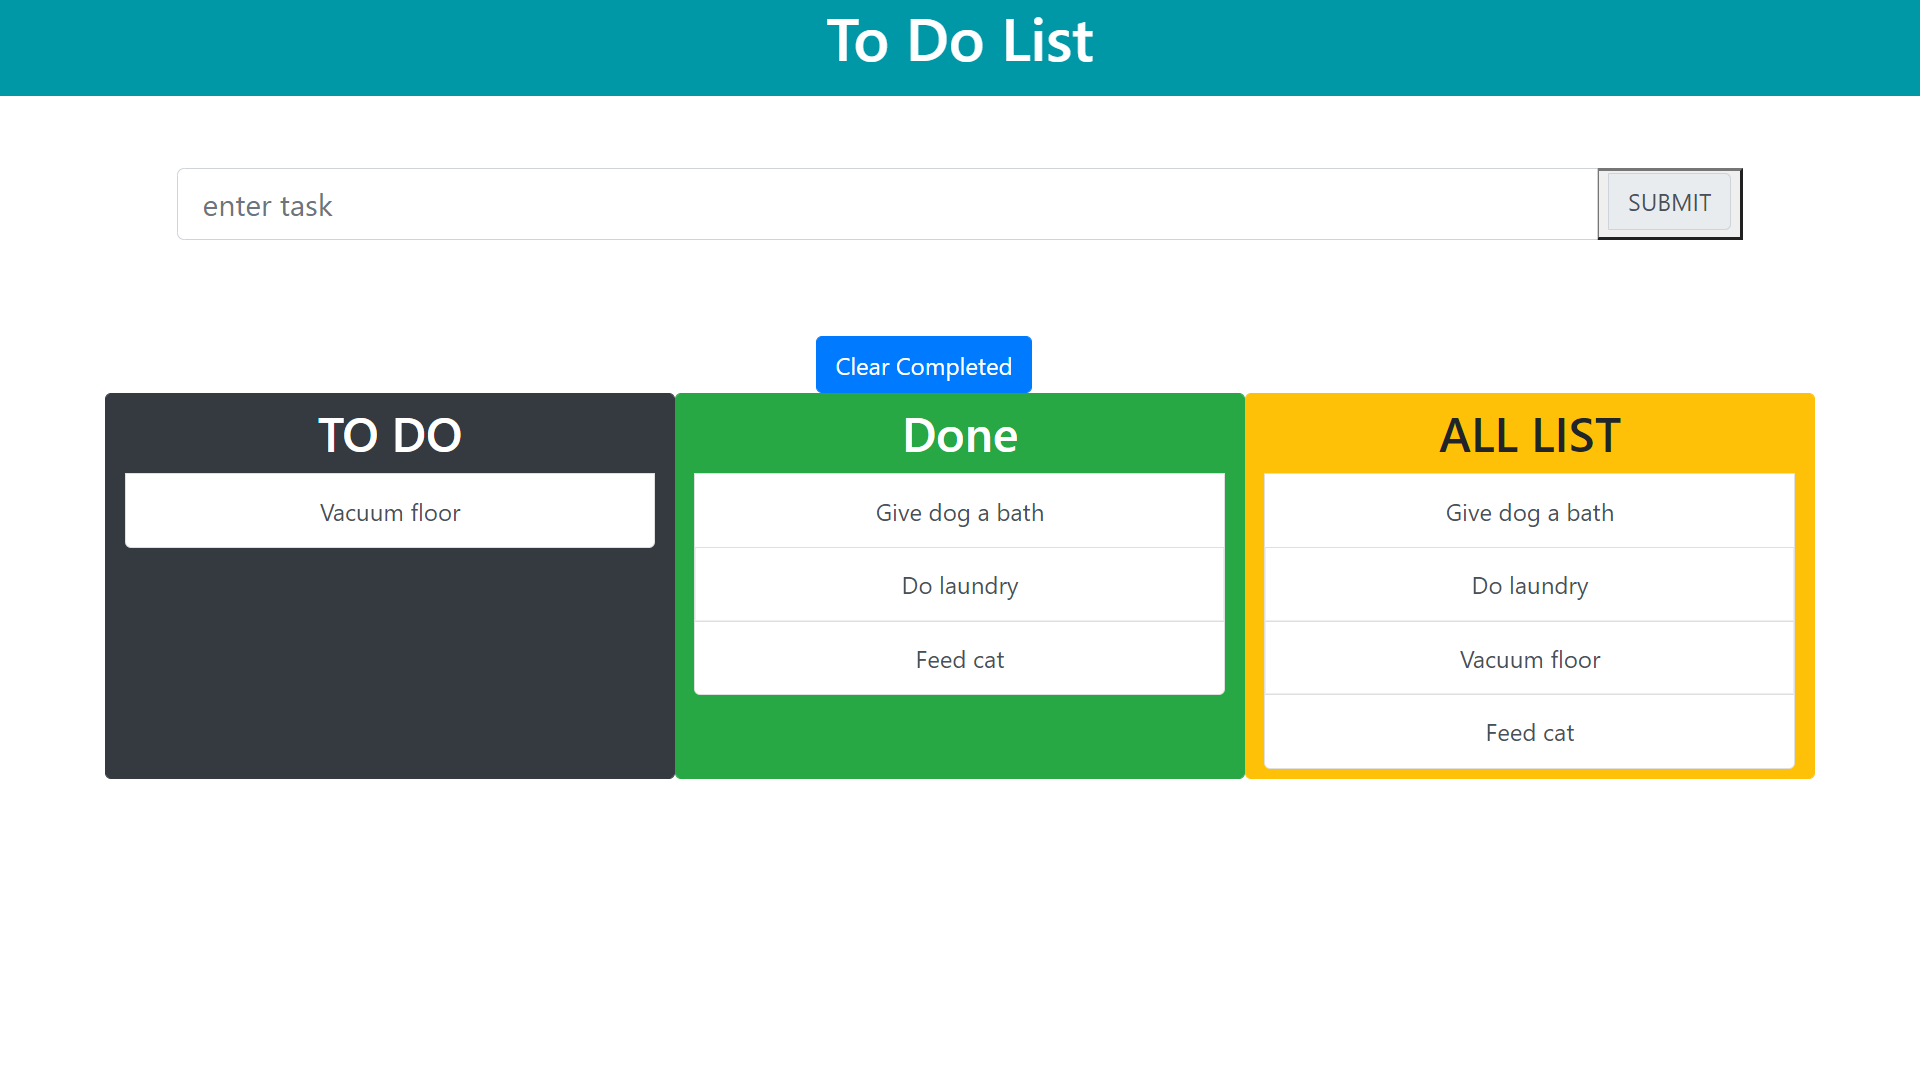 To Do List
enter task
SUBMIT
Clear Completed
TO DO
Vacuum floor
Done
Give dog a bath
Do laundry
Feed cat
ALL LIST
Give dog a bath
Do laundry
Vacuum floor
Feed cat